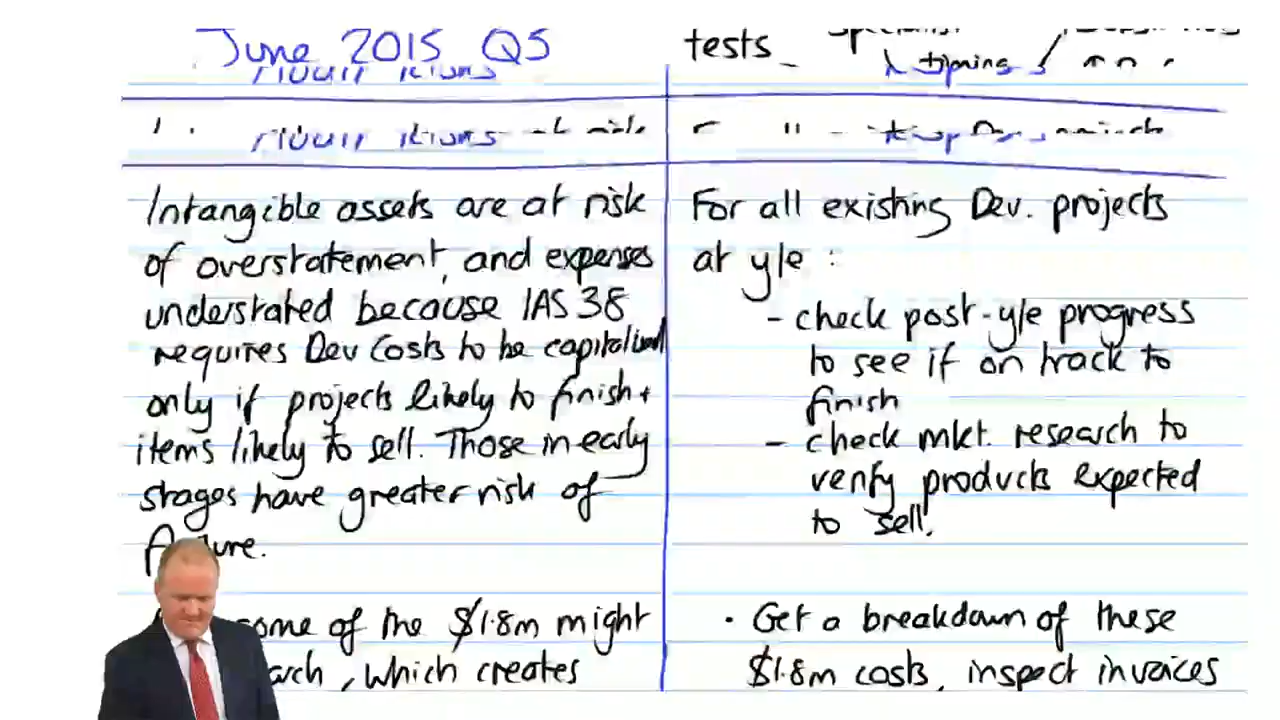 June 2015 Q5
tests
timing
Intangible assets are at risk
of overstatement, and expenses
understated because IAS 38
requires Dev Costs to be capitalised
only if projects likely to finish +
items likely to sell. Those in early
stages have greater risk of
some of the $1.8m might
, which creates
For all existing Dev. projects
at y/e :
- check post-y/e progress
to see if on track to
finish
- check mkt. research to
verify products expected
to sell.
• Get a breakdown of these
$1.8m costs, inspect invoices